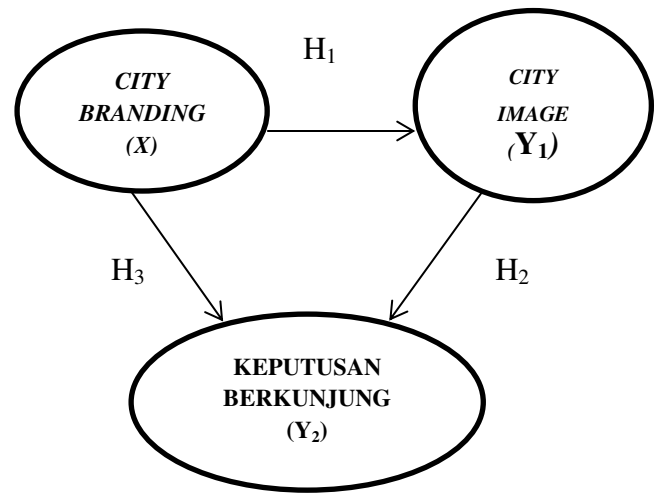 H₁
CITY
BRANDING
(X)
CITY
IMAGE
(Y₁)
H₃
H₂
KEPUTUSAN
BERKUNJUNG
(Y₂)